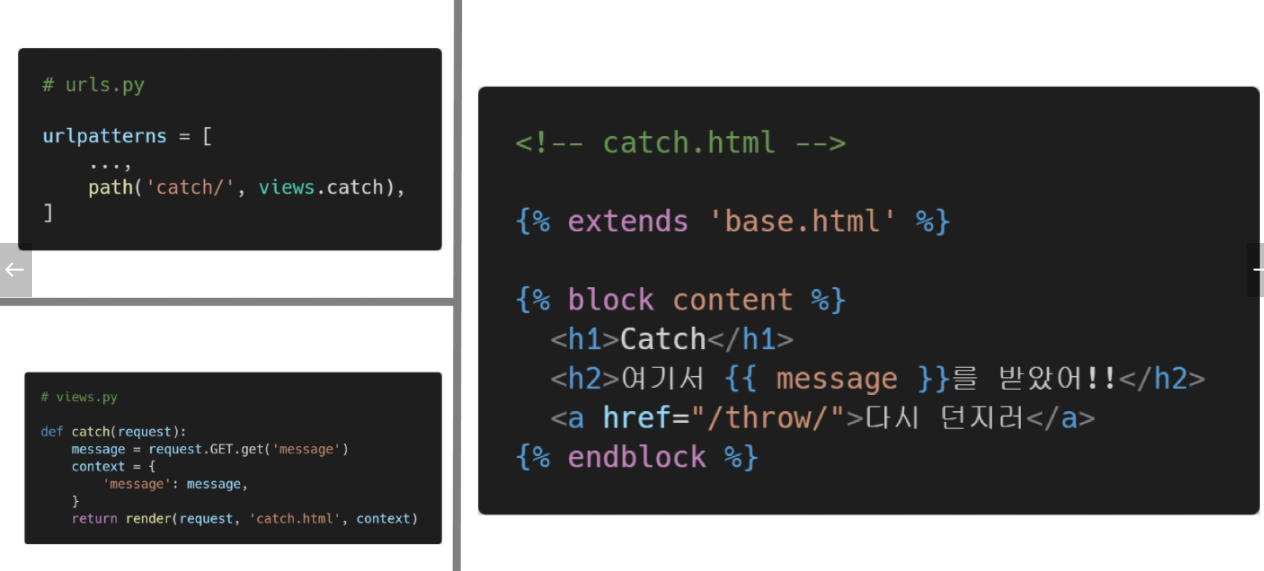 # urls.py
urlpatterns = [
    ...,
    path('catch/', views.catch),
]
# views.py
def catch(request):
    message = request.GET.get('message')
    context = {
        'message': message,
    }
    return render(request, 'catch.html', context)
<!-- catch.html -->
{% extends 'base.html' %}
{% block content %}
  <h1>Catch</h1>
  <h2>여기서 {{ message }}를 받았어!!</h2>
  <a href="/throw/">다시 던지러</a>
{% endblock %}